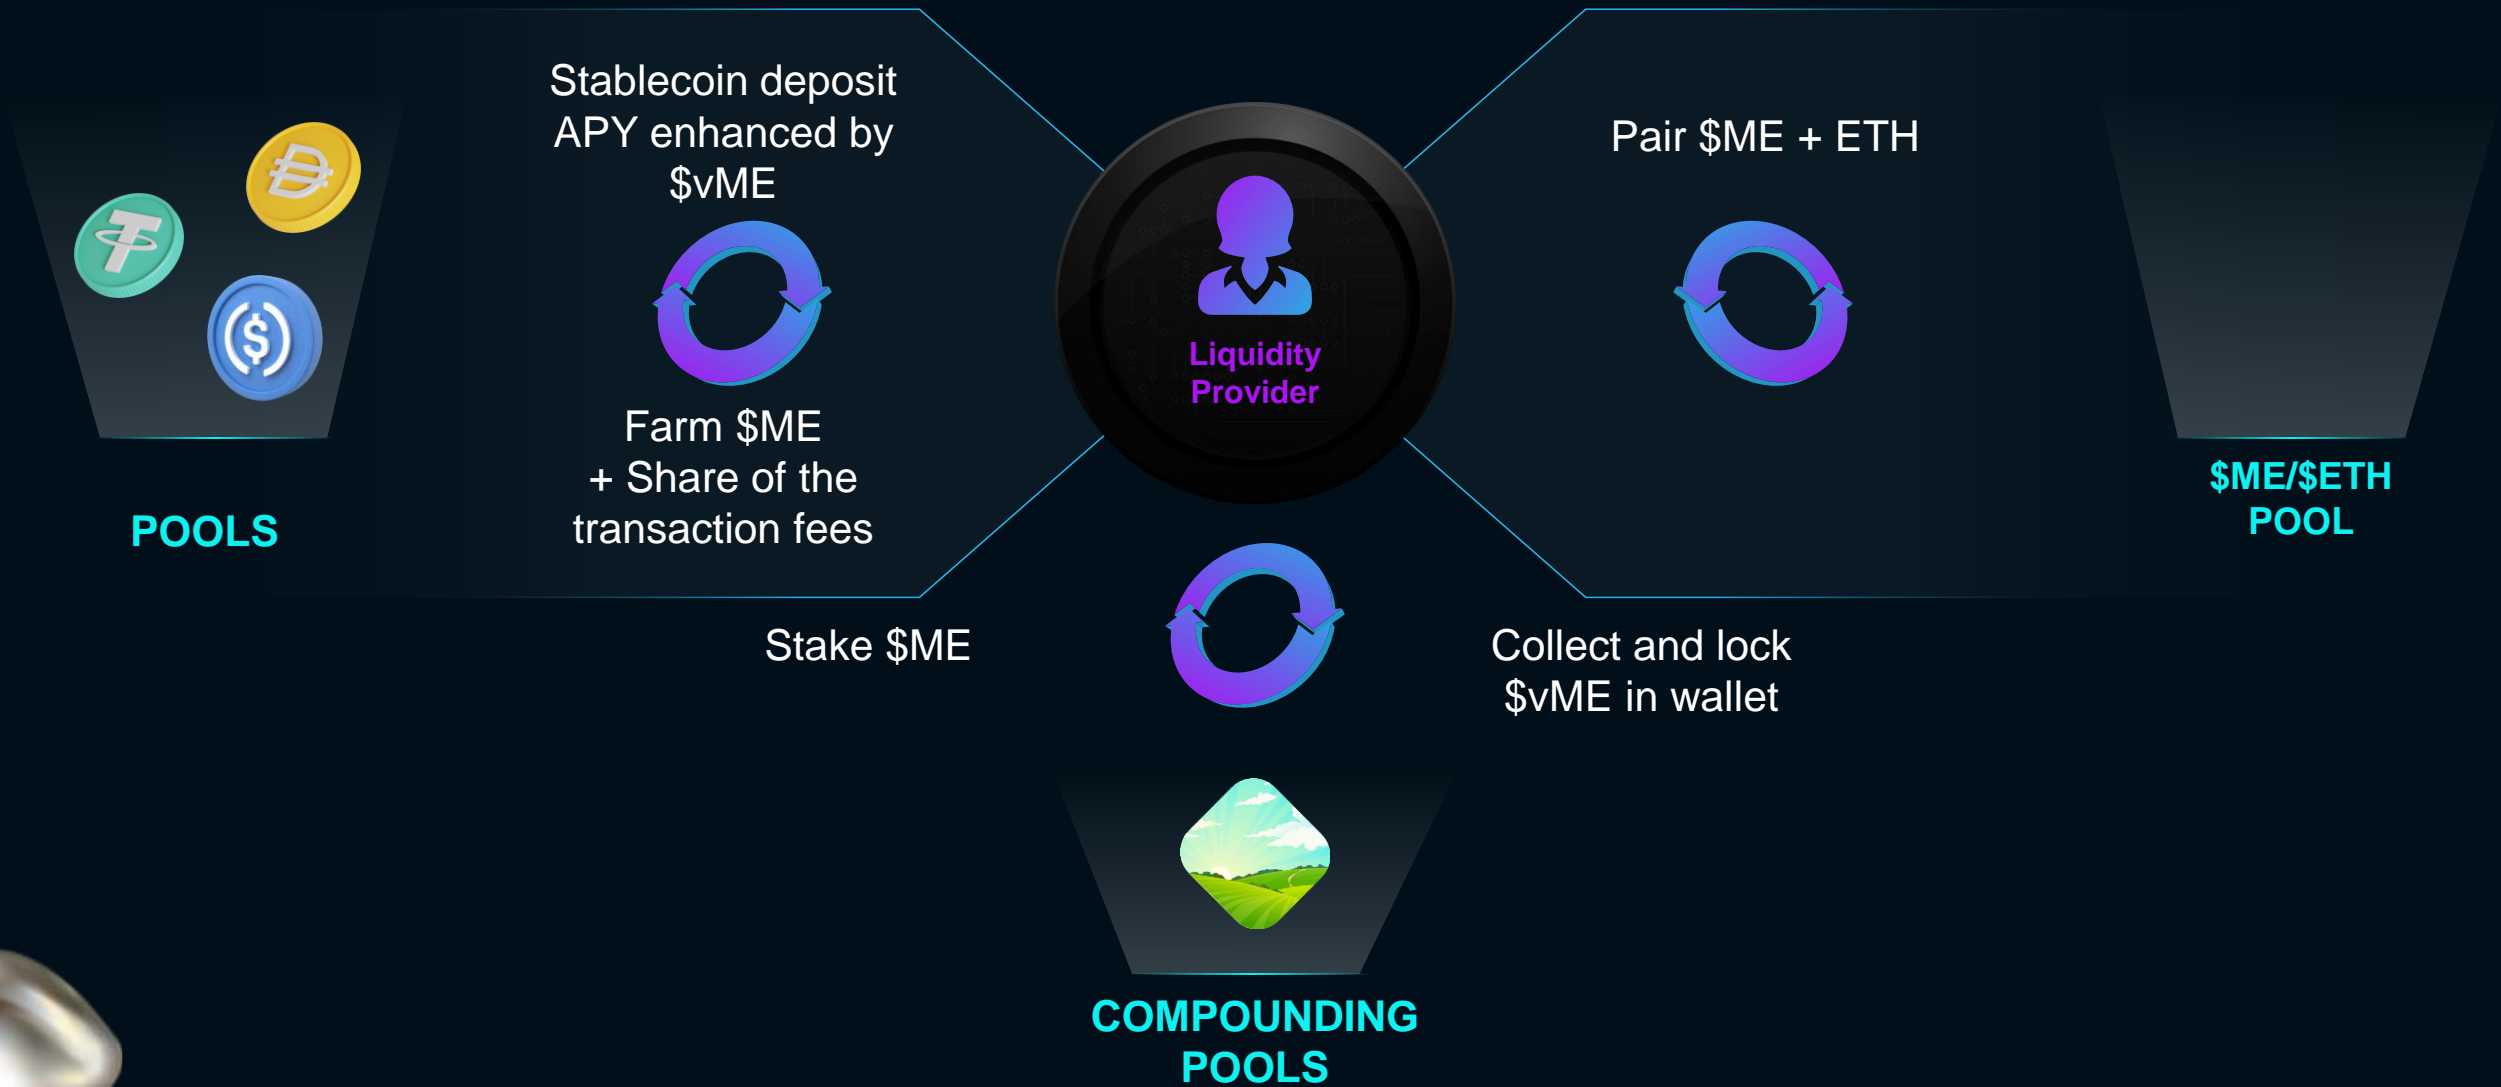 Stablecoin deposit
APY enhanced by
$vME
Farm $ME
+ Share of the
transaction fees
POOLS
Liquidity
Provider
Pair $ME + ETH
$ME/$ETH
POOL
Stake $ME
Collect and lock
$vME in wallet
COMPOUNDING
POOLS